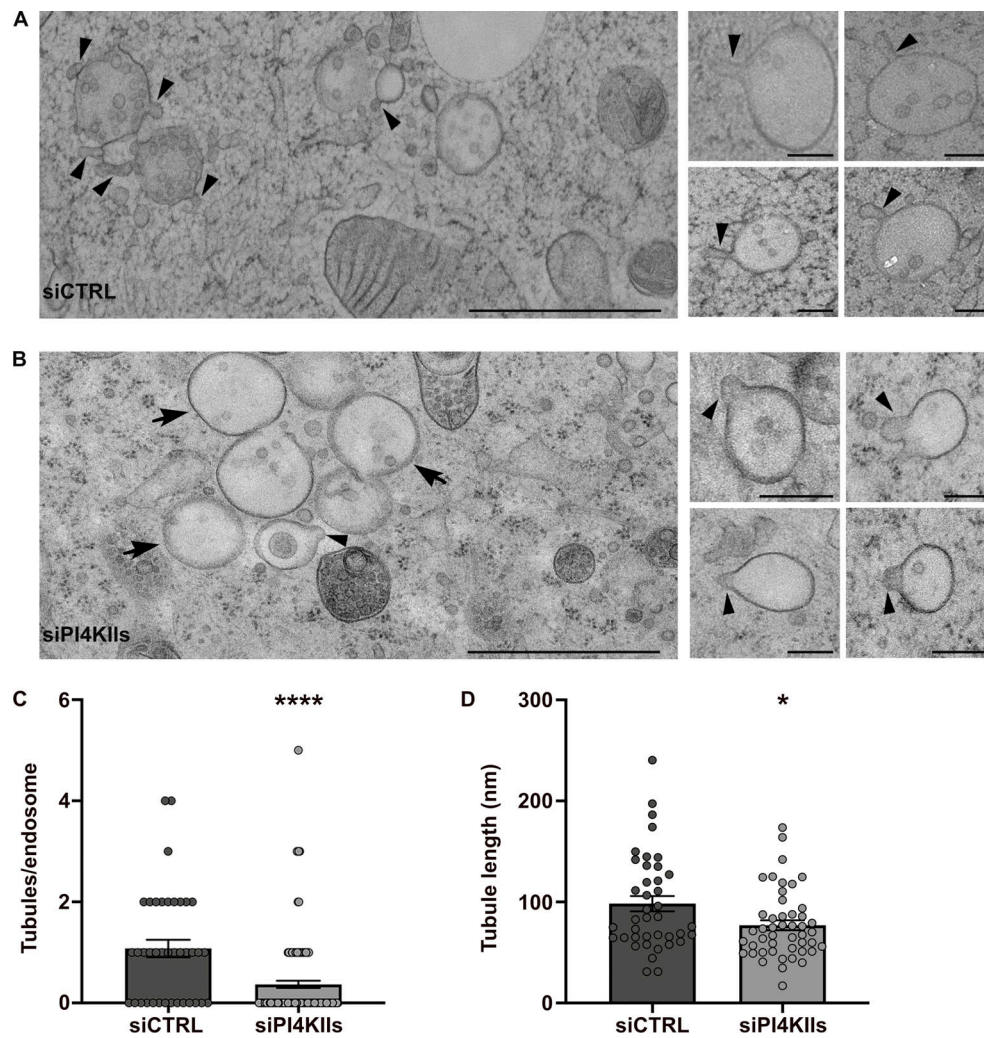 A
siCTRL
B
siPI4KIIs
C
D
6
4
2
0
Tubules/endosome
****
siCTRL
siPI4KIIs
300
200
100
0
Tubule length (nm)
*
siCTRL
siPI4KIIs